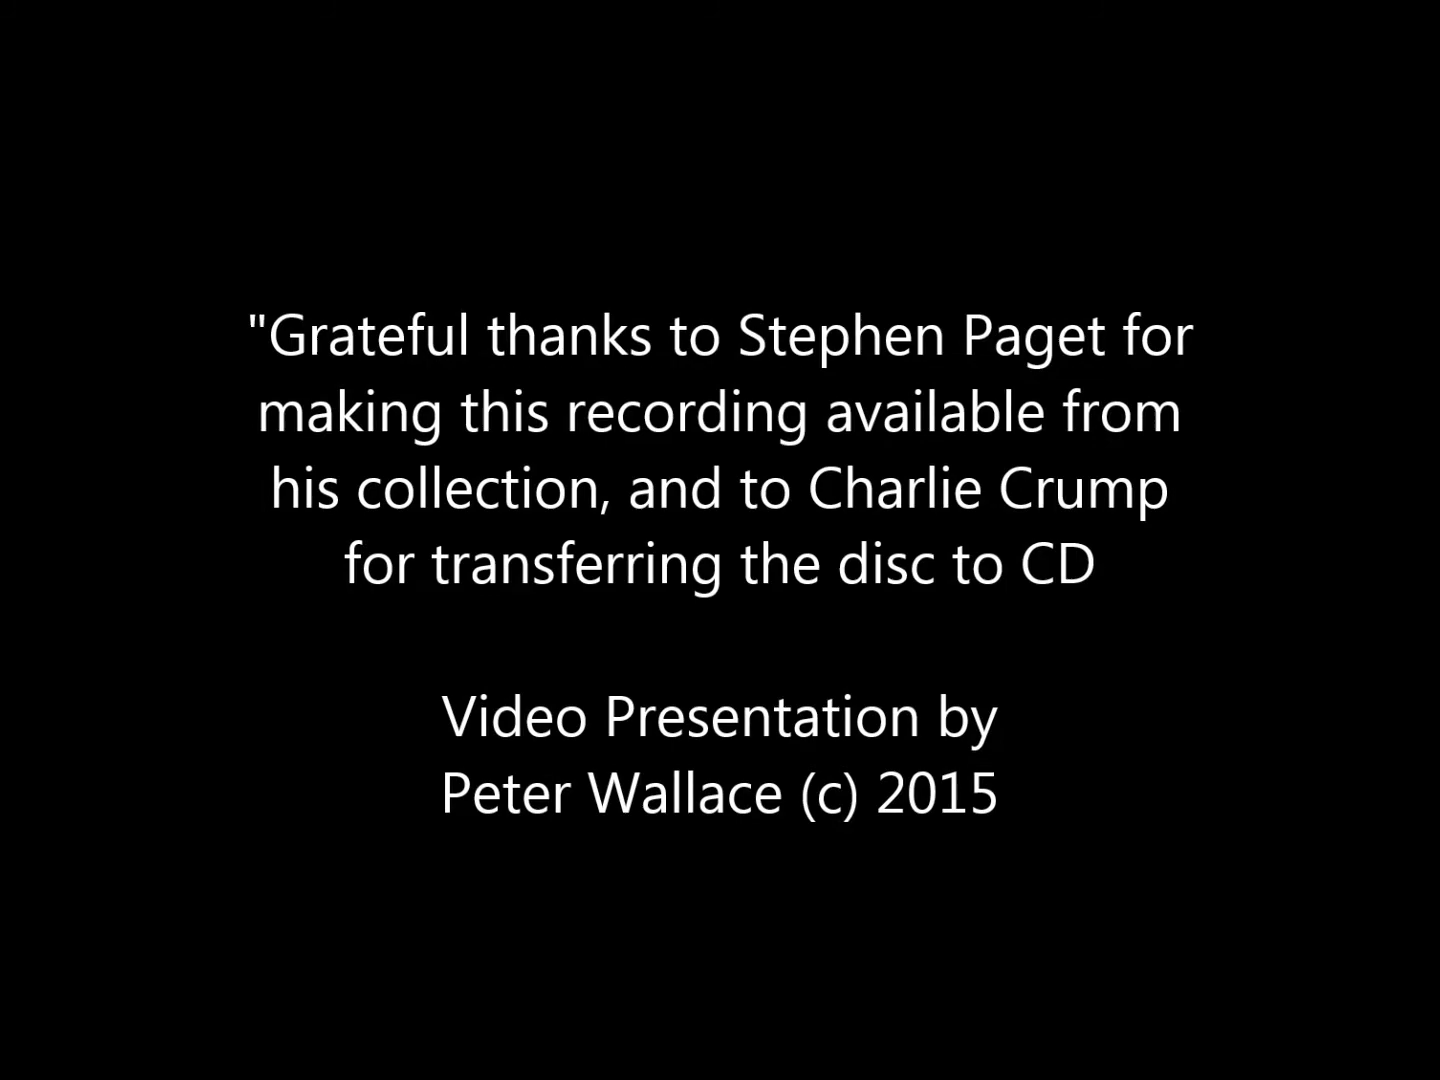 "Grateful thanks to Stephen Paget for
making this recording available from
his collection, and to Charlie Crump
for transferring the disc to CD
Video Presentation by
Peter Wallace (c) 2015